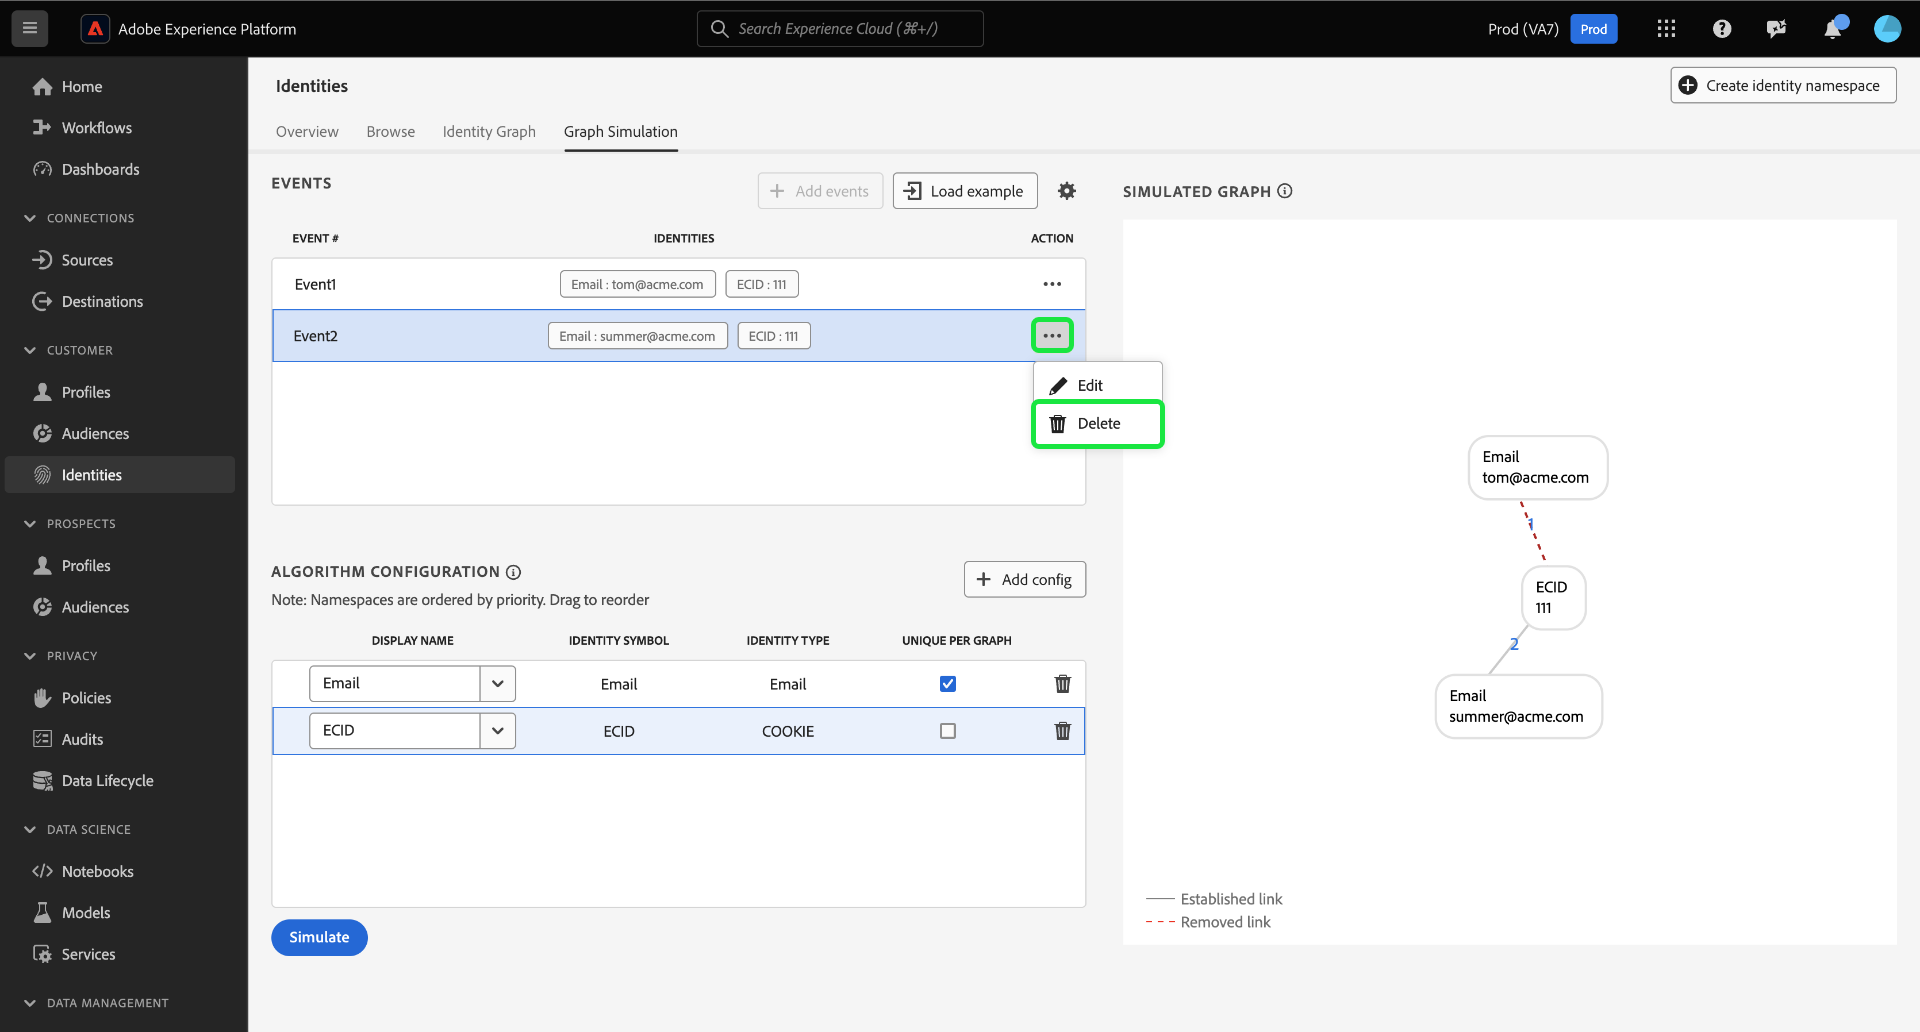 Adobe Experience Platform
Search Experience Cloud (⌘+/)
Prod (VA7)
Prod
Home
Workflows
Dashboards
CONNECTIONS
Sources
Destinations
CUSTOMER
Profiles
Audiences
Identities
PROSPECTS
Profiles
Audiences
PRIVACY
Policies
Audits
Data Lifecycle
DATA SCIENCE
Notebooks
Models
Services
DATA MANAGEMENT
Identities
Create identity namespace
Overview Browse Identity Graph Graph Simulation
EVENTS
Add events
Load example
EVENT # IDENTITIES ACTION
Event1 Email : tom@acme.com ECID : 111
Event2 Email : summer@acme.com ECID : 111
Edit
Delete
ALGORITHM CONFIGURATION
Add config
Note: Namespaces are ordered by priority. Drag to reorder
DISPLAY NAME IDENTITY SYMBOL IDENTITY TYPE UNIQUE PER GRAPH
Email Email Email
ECID ECID COOKIE
Simulate
SIMULATED GRAPH
Email
tom@acme.com
1
ECID
111
2
Email
summer@acme.com
Established link
Removed link